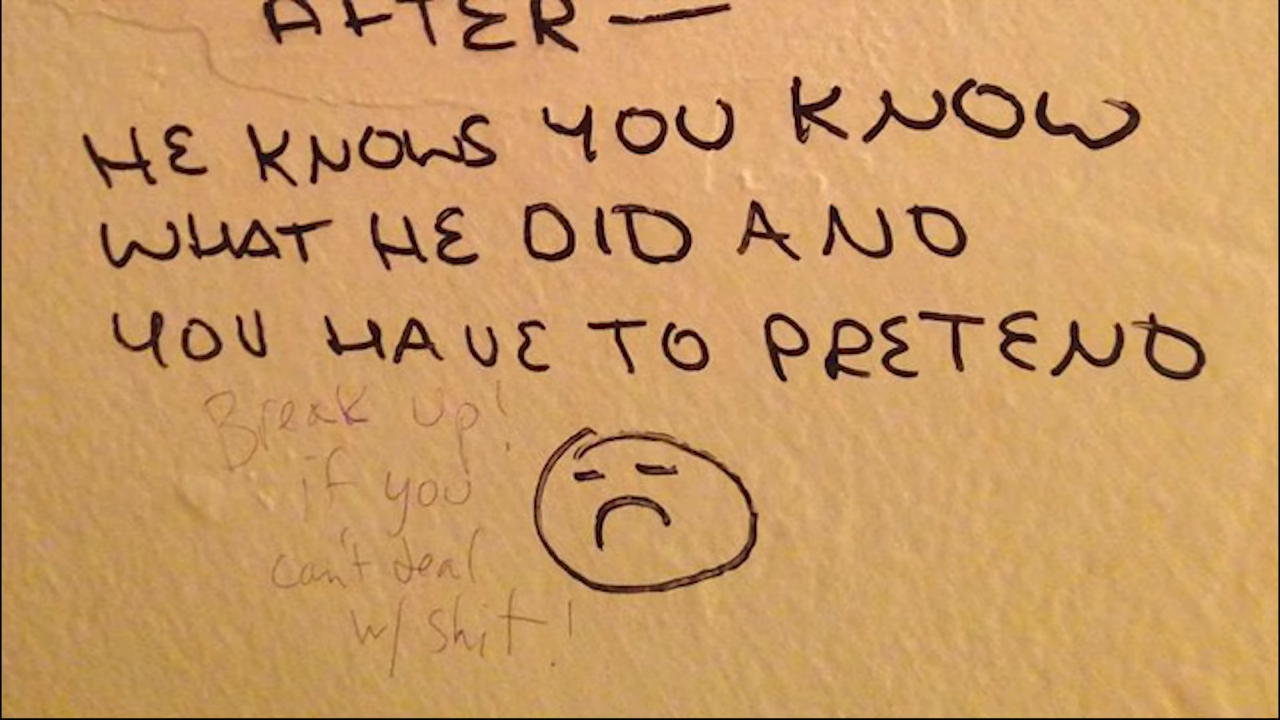 AFTER—
HE KNOWS YOU KNOW
WHAT HE DID AND
YOU HAVE TO PRETEND
Break up!
if you
can't deal
w/ shit!